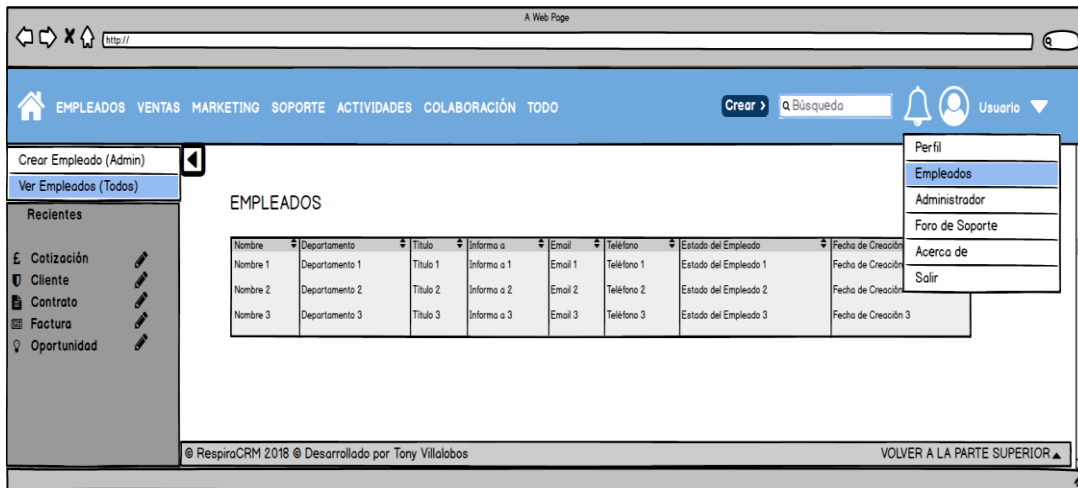 A Web Page
http://
EMPLEADOS VENTAS MARKETING SOPORTE ACTIVIDADES COLABORACIÓN TODO Crear > Búsqueda Usuario
Perfil
Empleados
Administrador
Foro de Soporte
Acerca de
Salir
Crear Empleado (Admin)
Ver Empleados (Todos)
Recientes
£ Cotización
Cliente
Contrato
Factura
Oportunidad
EMPLEADOS
Nombre Departamento Título Informa a Email Teléfono Estado del Empleado Fecha de Creación
Nombre 1 Departamento 1 Título 1 Informa a 1 Email 1 Teléfono 1 Estado del Empleado 1 Fecha de Creación
Nombre 2 Departamento 2 Título 2 Informa a 2 Email 2 Teléfono 2 Estado del Empleado 2 Fecha de Creación
Nombre 3 Departamento 3 Título 3 Informa a 3 Email 3 Teléfono 3 Estado del Empleado 3 Fecha de Creación 3
© RespiraCRM 2018 © Desarrollado por Tony Villalobos VOLVER A LA PARTE SUPERIOR